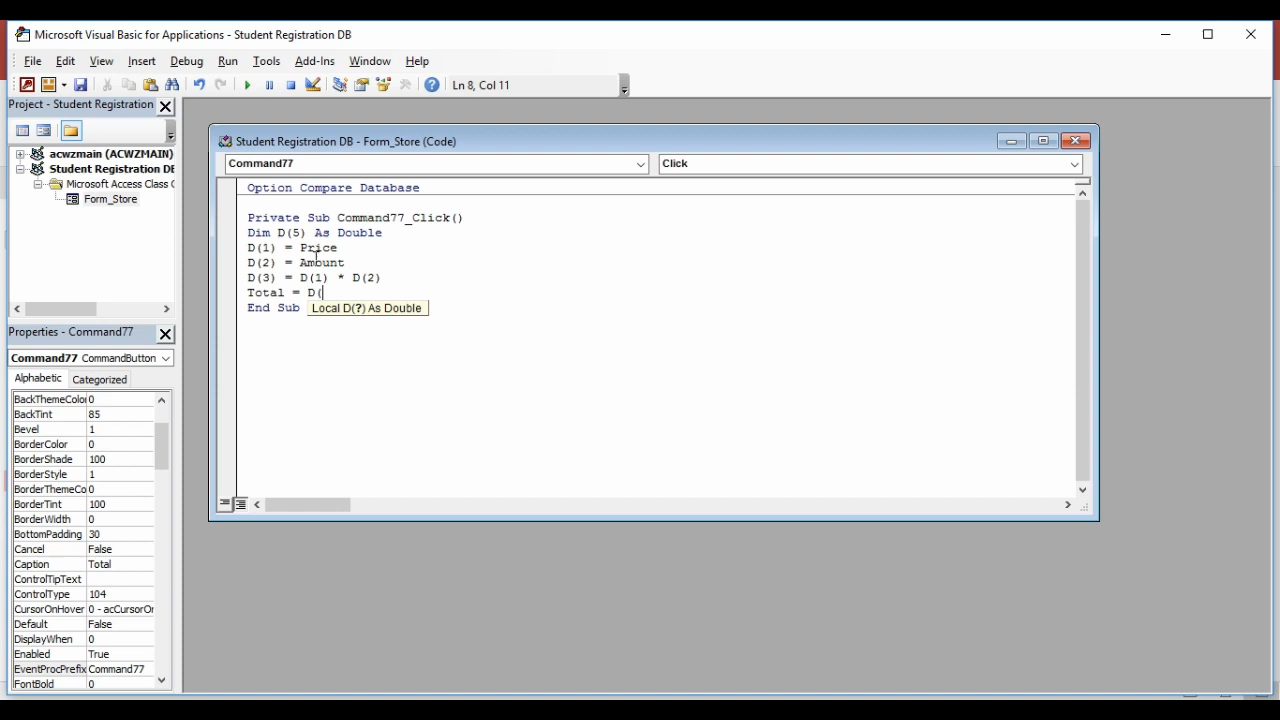 Microsoft Visual Basic for Applications - Student Registration DB
File Edit View Insert Debug Run Tools Add-Ins Window Help
Ln 8, Col 11
Project - Student Registration
acwzmain (ACWZMAIN)
Student Registration DB
Microsoft Access Class O
Form_Store
Properties - Command77
Command77 CommandButton
Alphabetic Categorized
BackThemeColo 0
BackTint 85
Bevel 1
BorderColor 0
BorderShade 100
BorderStyle 1
BorderThemeCo 0
BorderTint 100
BorderWidth 0
BottomPadding 30
Cancel False
Caption Total
ControlTipText
ControlType 104
CursorOnHover 0 - acCursorOn
Default False
DisplayWhen 0
Enabled True
EventProcPrefix Command77
FontBold 0
Student Registration DB - Form_Store (Code)
Command77 Click
Option Compare Database
Private Sub Command77_Click()
Dim D(5) As Double
D(1) = Price
D(2) = Amount
D(3) = D(1) * D(2)
Total = D(
End Sub
Local D(?) As Double